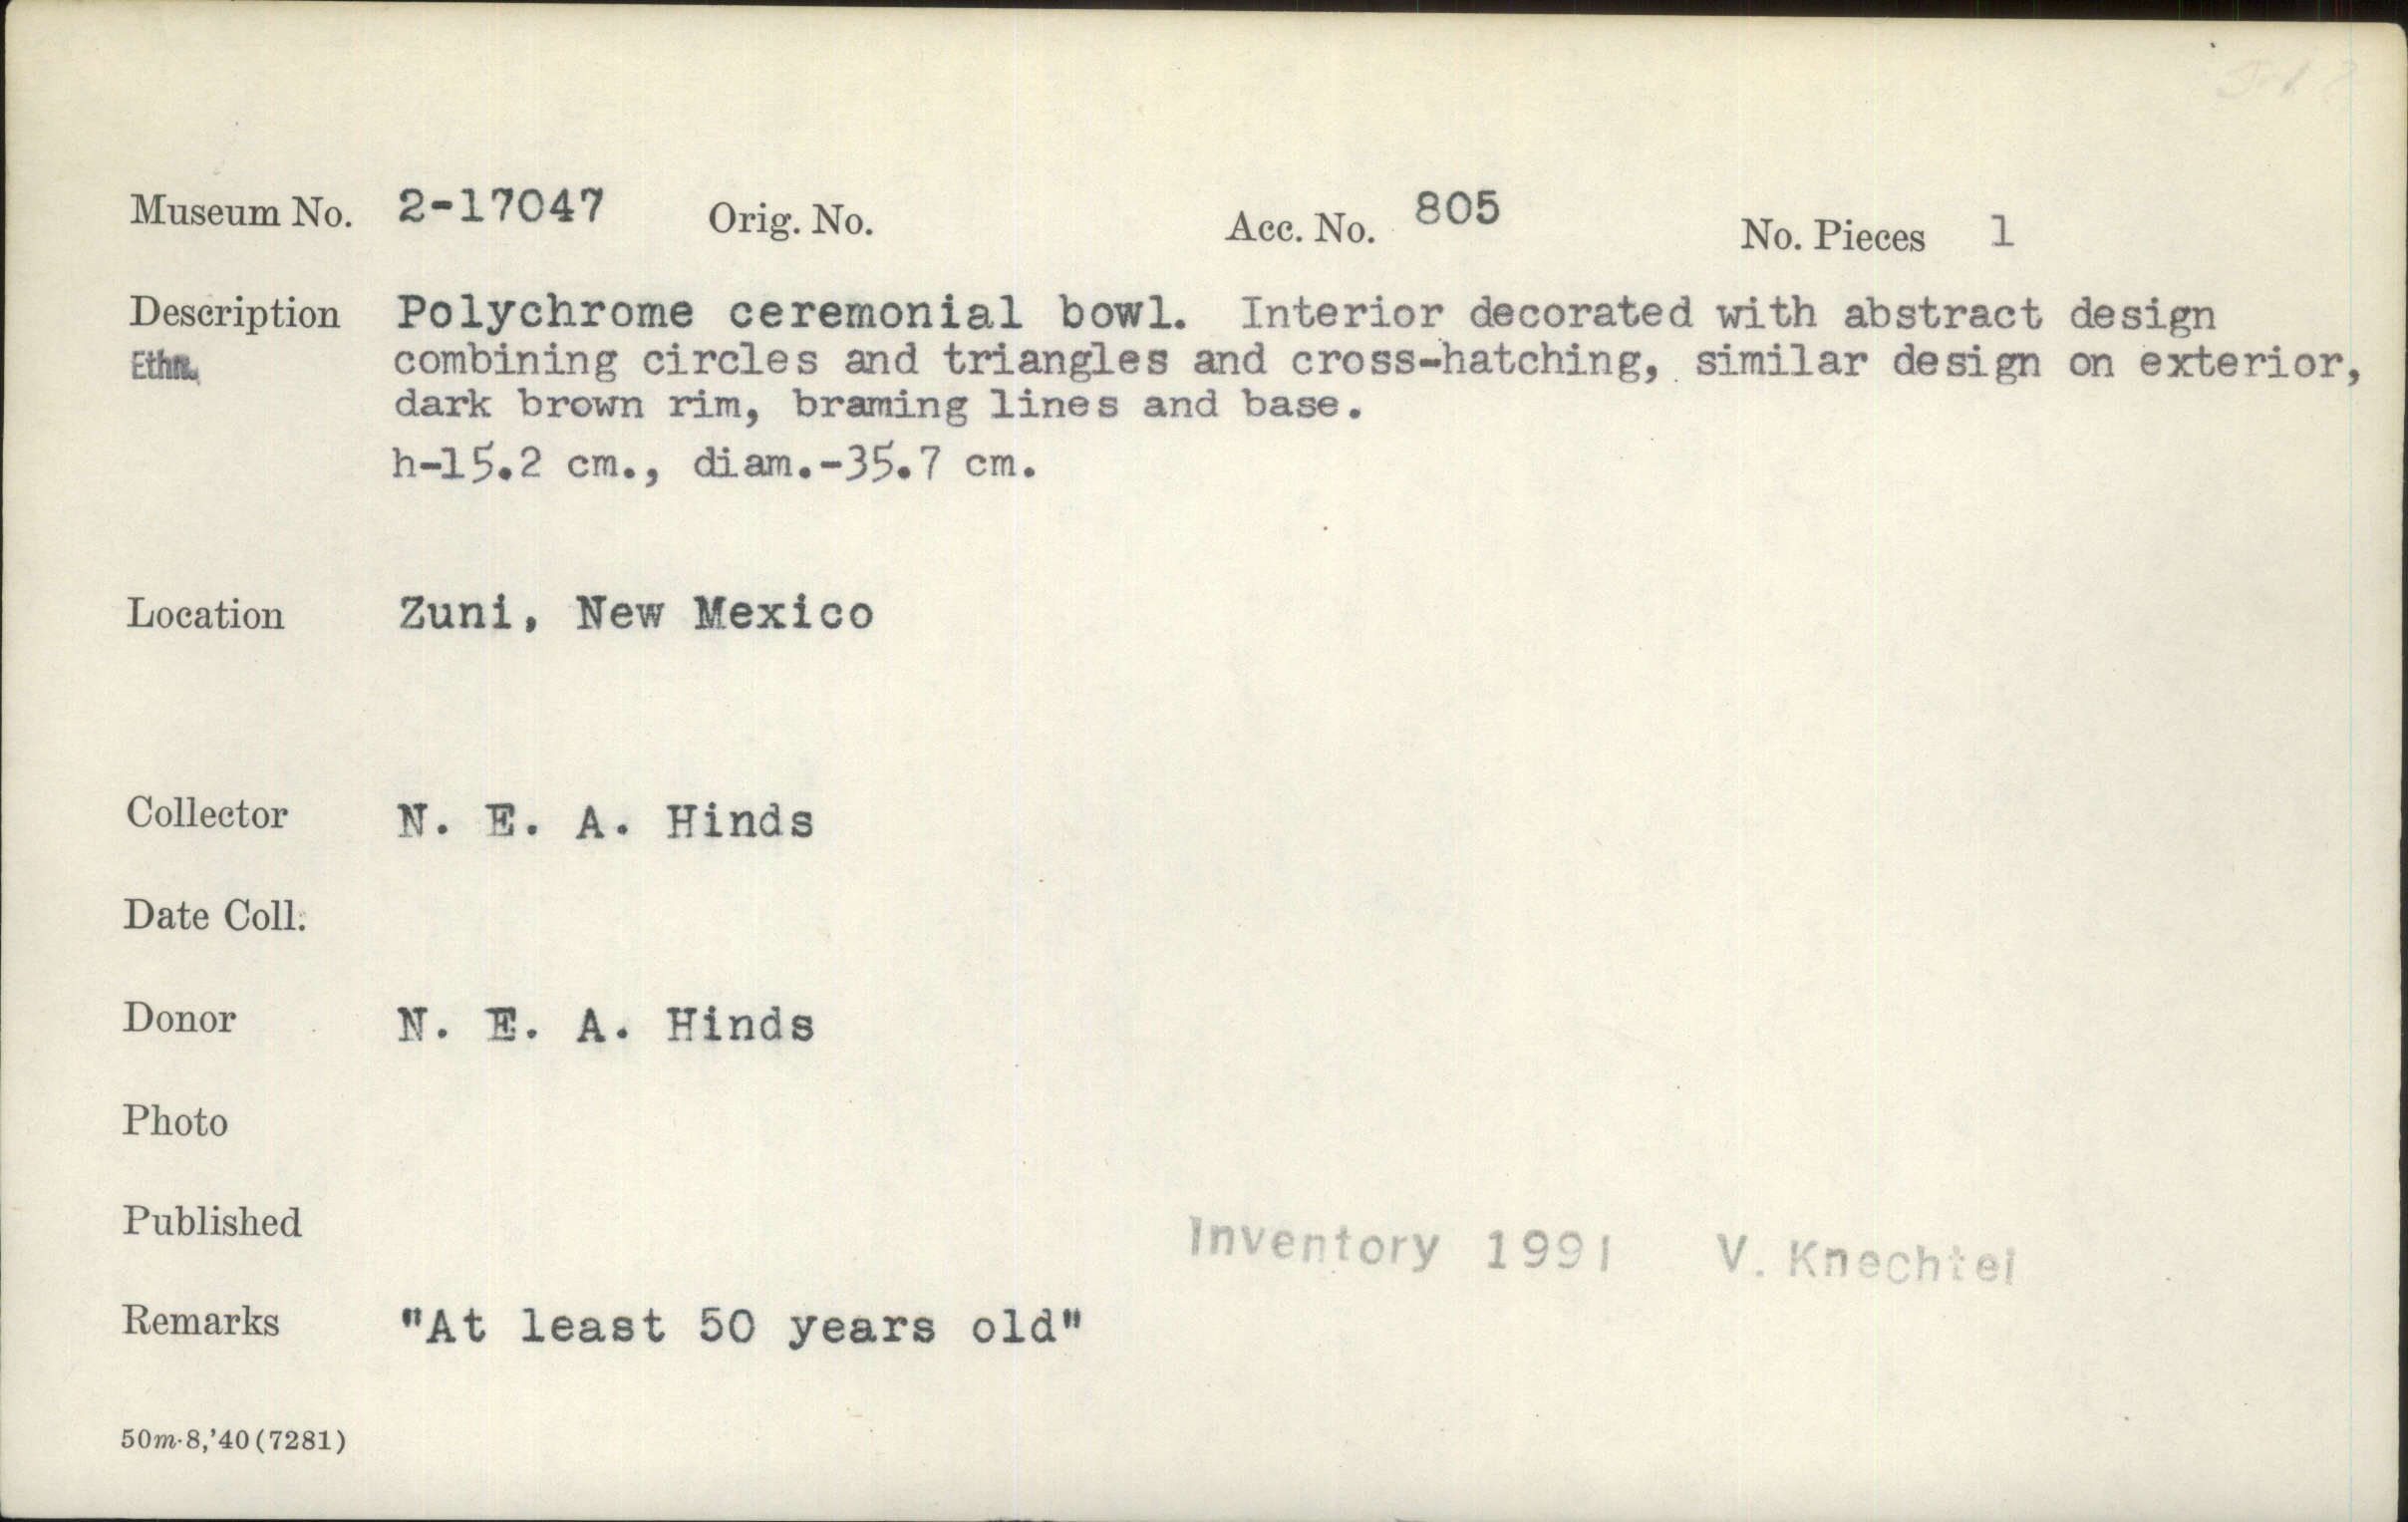 Museum No. 2-17047 Orig. No. Acc. No. 805 No. Pieces 1
Description Polychrome ceremonial bowl. Interior decorated with abstract design
Ethn. combining circles and triangles and cross-hatching, similar design on exterior,
dark brown rim, braming lines and base.
h-15.2 cm., diam.-35.7 cm.
Location Zuni, New Mexico
Collector N. E. A. Hinds
Date Coll.
Donor N. E. A. Hinds
Photo
Published
Inventory 1991 V. Knechtel
Remarks "At least 50 years old"
50m-8,'40(7281)